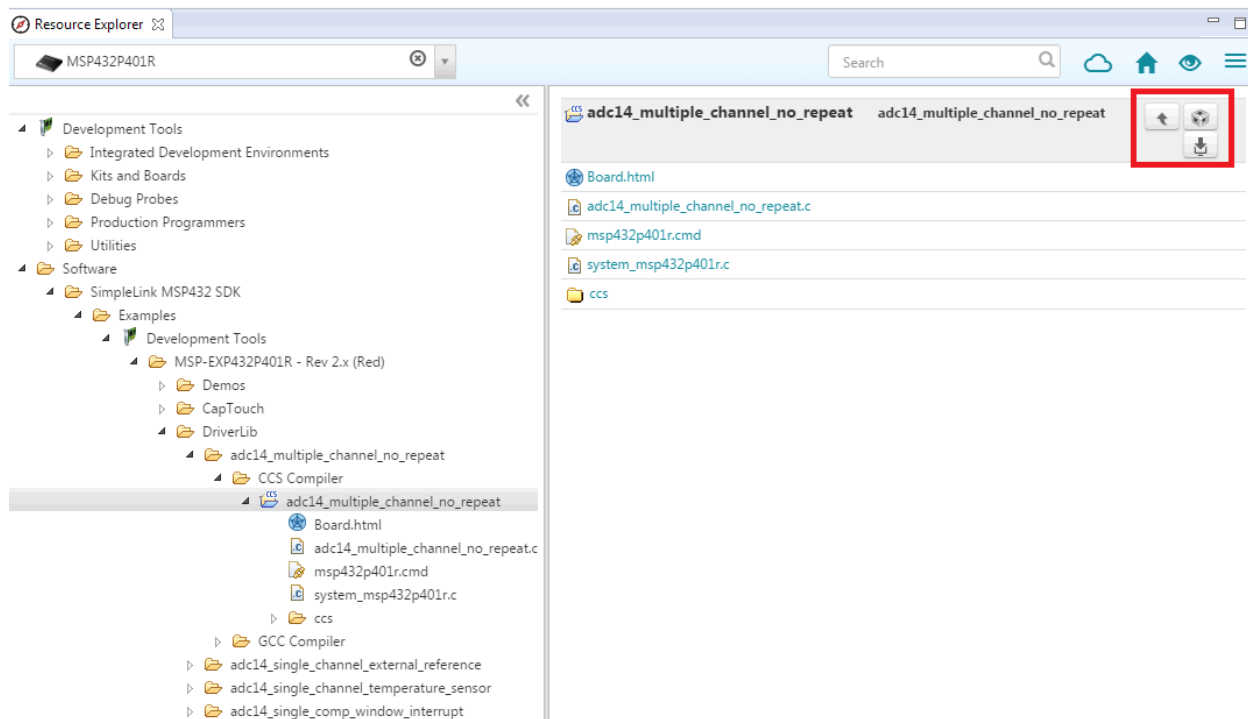 Resource Explorer
MSP432P401R
Search
Development Tools
Integrated Development Environments
Kits and Boards
Debug Probes
Production Programmers
Utilities
Software
SimpleLink MSP432 SDK
Examples
Development Tools
MSP-EXP432P401R - Rev 2.x (Red)
Demos
CapTouch
DriverLib
adc14_multiple_channel_no_repeat
CCS Compiler
ccs adc14_multiple_channel_no_repeat
Board.html
.c adc14_multiple_channel_no_repeat.c
msp432p401r.cmd
.c system_msp432p401r.c
ccs
GCC Compiler
adc14_single_channel_external_reference
adc14_single_channel_temperature_sensor
adc14_single_comp_window_interrupt
ccs adc14_multiple_channel_no_repeat adc14_multiple_channel_no_repeat
Board.html
.c adc14_multiple_channel_no_repeat.c
msp432p401r.cmd
.c system_msp432p401r.c
ccs